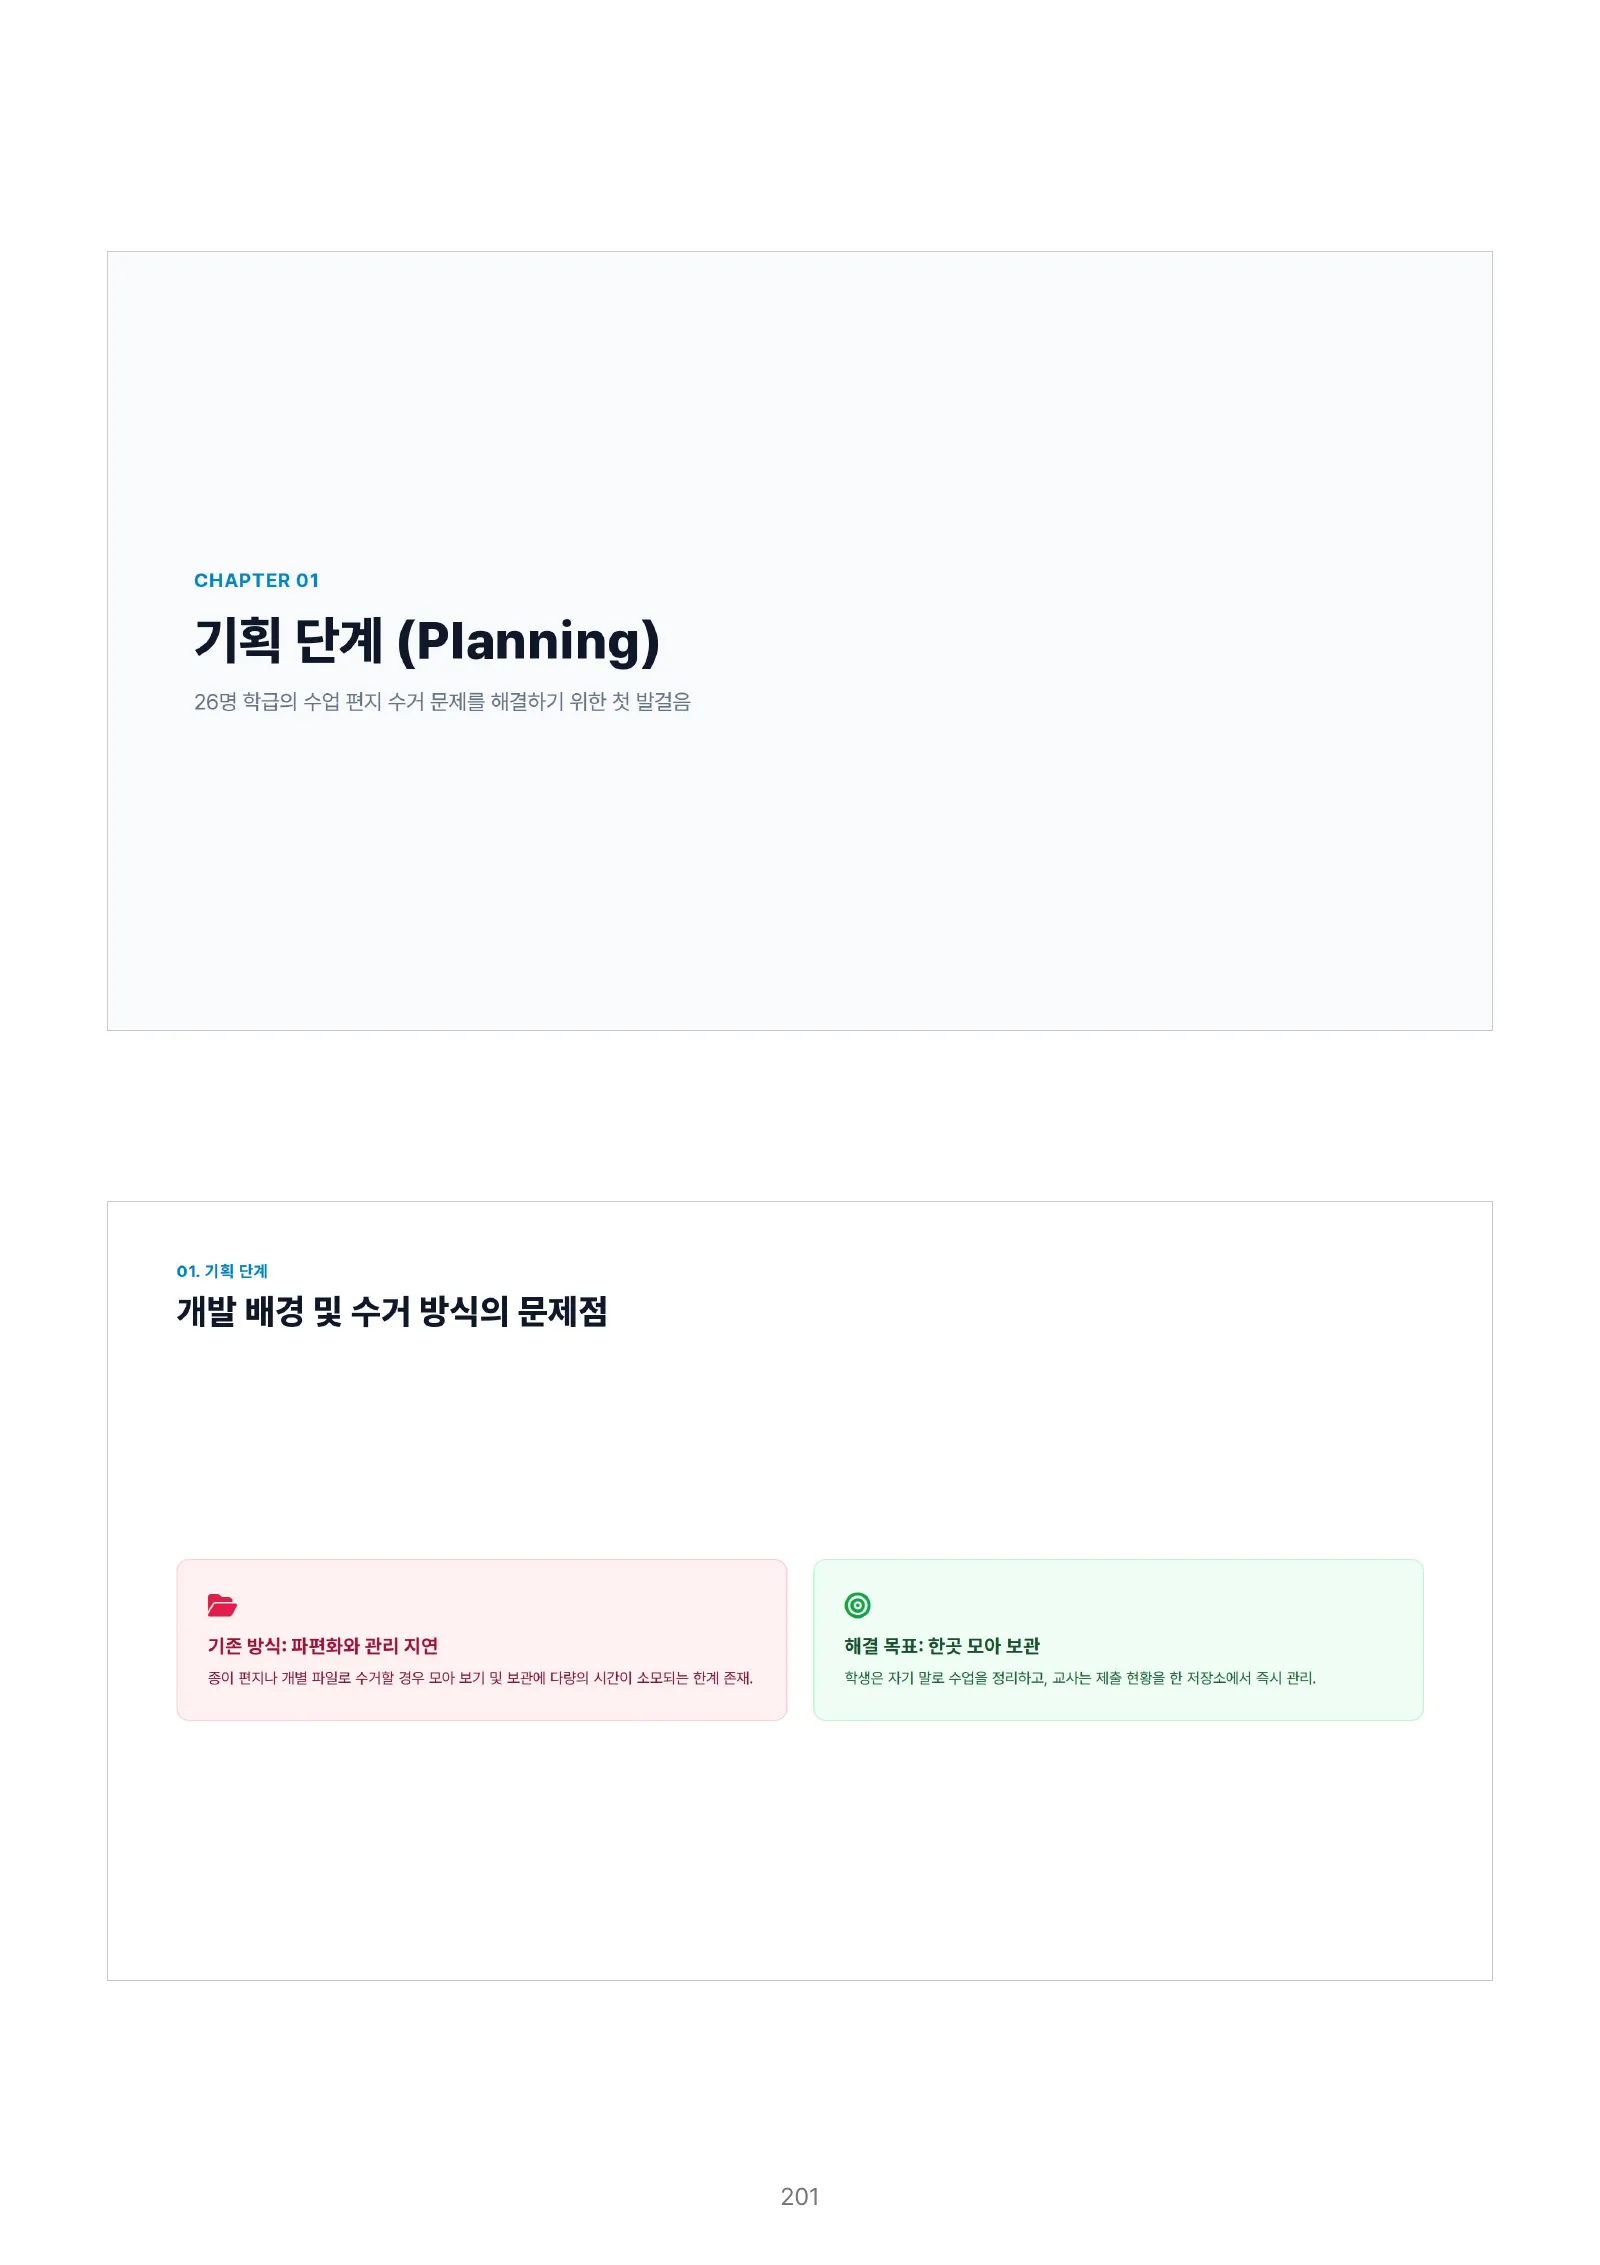 CHAPTER 01
기획 단계 (Planning)
26명 학급의 수업 편지 수거 문제를 해결하기 위한 첫 발걸음
01. 기획 단계
개발 배경 및 수거 방식의 문제점
기존 방식: 파편화와 관리 지연
종이 편지나 개별 파일로 수거할 경우 모아 보기 및 보관에 다량의 시간이 소모되는 한계 존재.
해결 목표: 한곳 모아 보관
학생은 자기 말로 수업을 정리하고, 교사는 제출 현황을 한 저장소에서 즉시 관리.
201